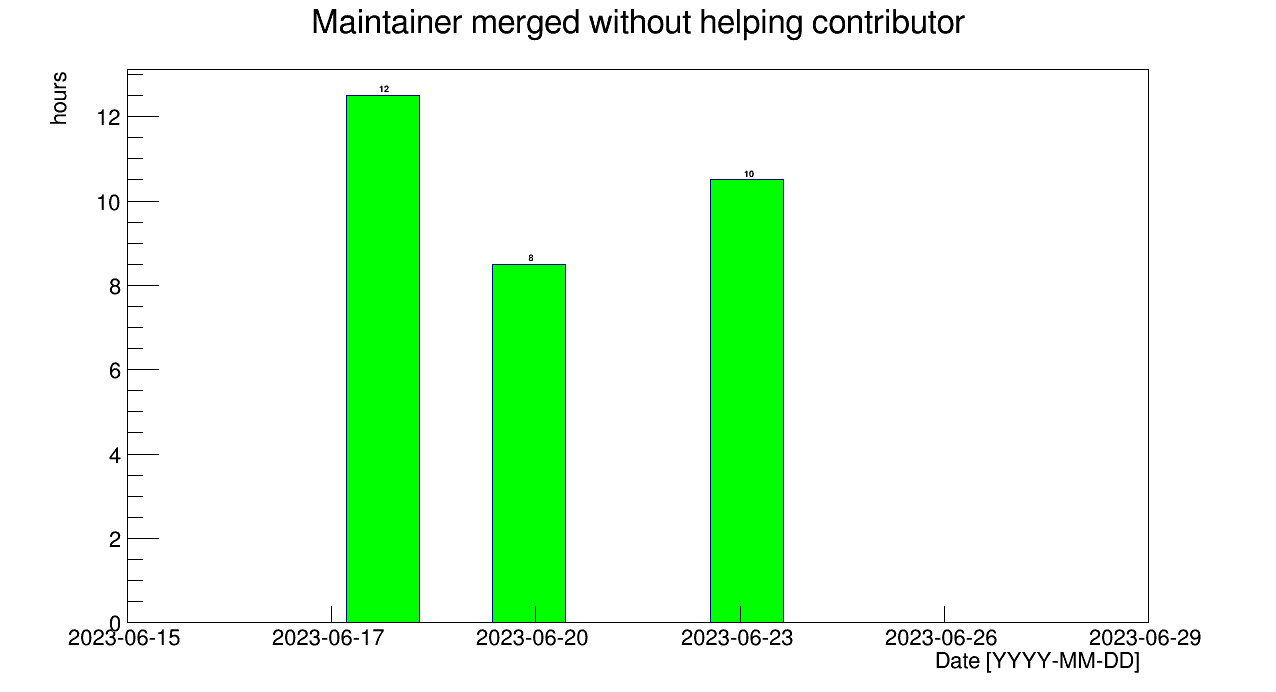 Maintainer merged without helping contributor
hours
12
10
8
6
4
2
0
12
8
10
2023-06-15 2023-06-17 2023-06-20 2023-06-23 2023-06-26 2023-06-29
Date [YYYY-MM-DD]